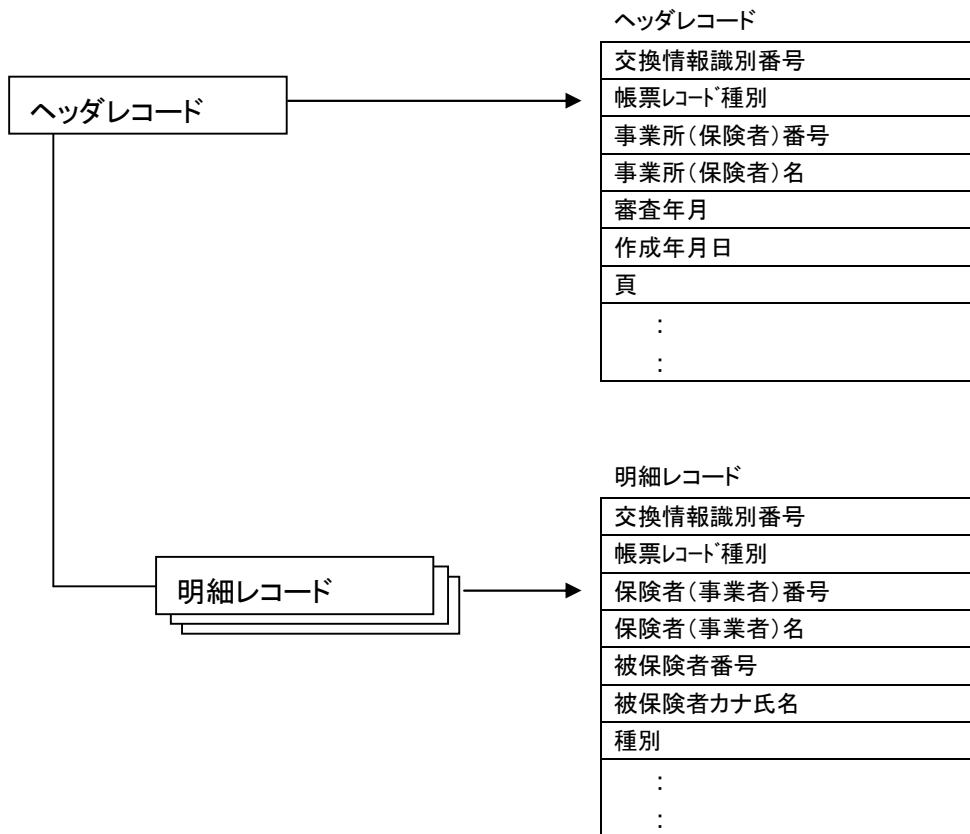 ヘッダレコード
ヘッダレコード
交換情報識別番号
帳票ﾚｺｰﾄﾞ種別
事業所（保険者）番号
事業所（保険者）名
審査年月
作成年月日
頁
：
：
明細レコード
明細レコード
交換情報識別番号
帳票ﾚｺｰﾄﾞ種別
保険者（事業者）番号
保険者（事業者）名
被保険者番号
被保険者カナ氏名
種別
：
：